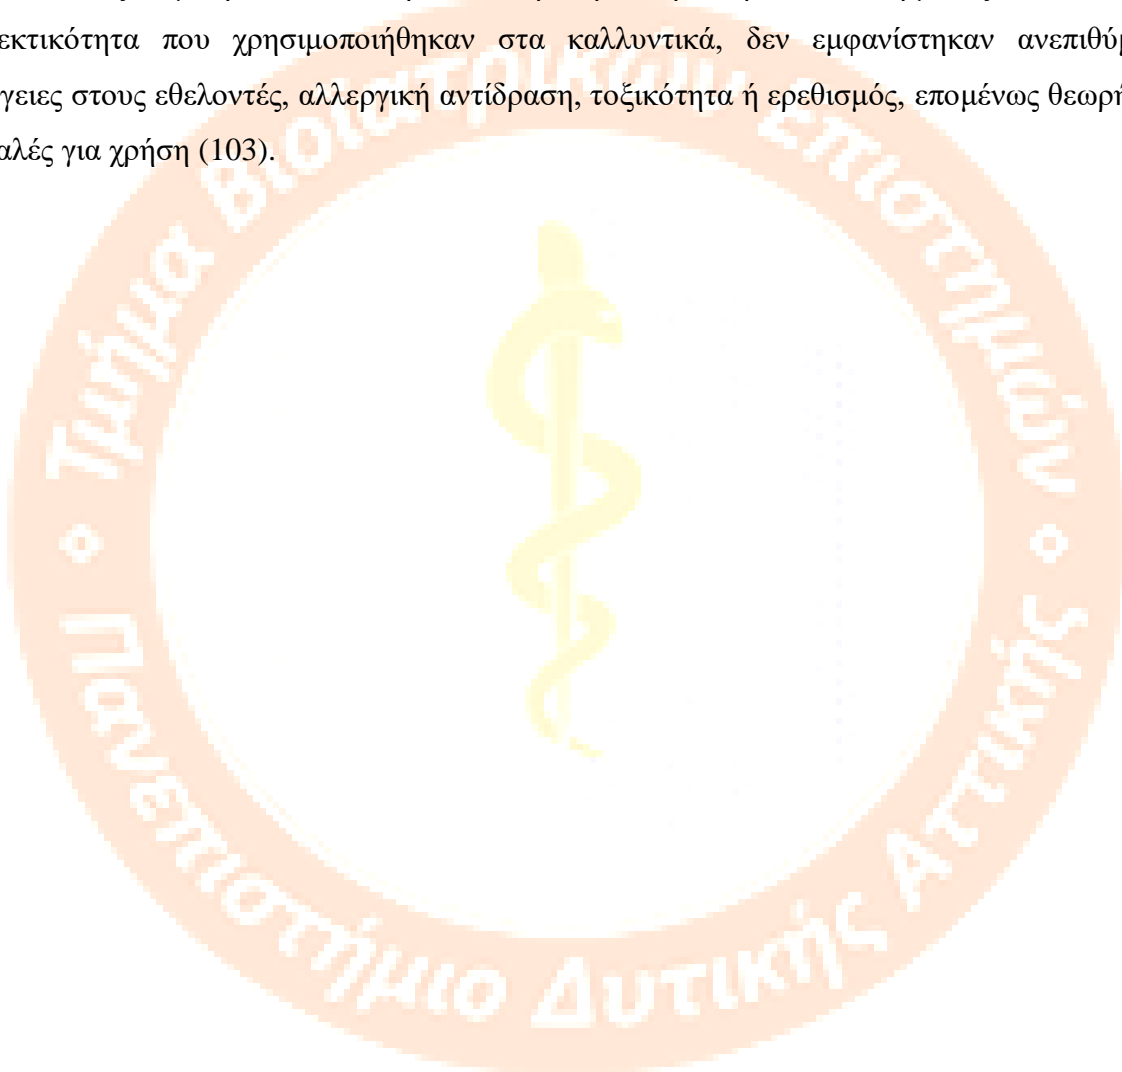 εκτικότητα που χρησιμοποιήθηκαν στα καλλυντικά, δεν εμφανίστηκαν ανεπιθύμ
γειες στους εθελοντές, αλλεργική αντίδραση, τοξικότητα ή ερεθισμός, επομένως θεωρή
αλές για χρήση (103).
Τμήμα Βιοϊατρικών Επιστημών
Πανεπιστήμιο Δυτικής Αττικής